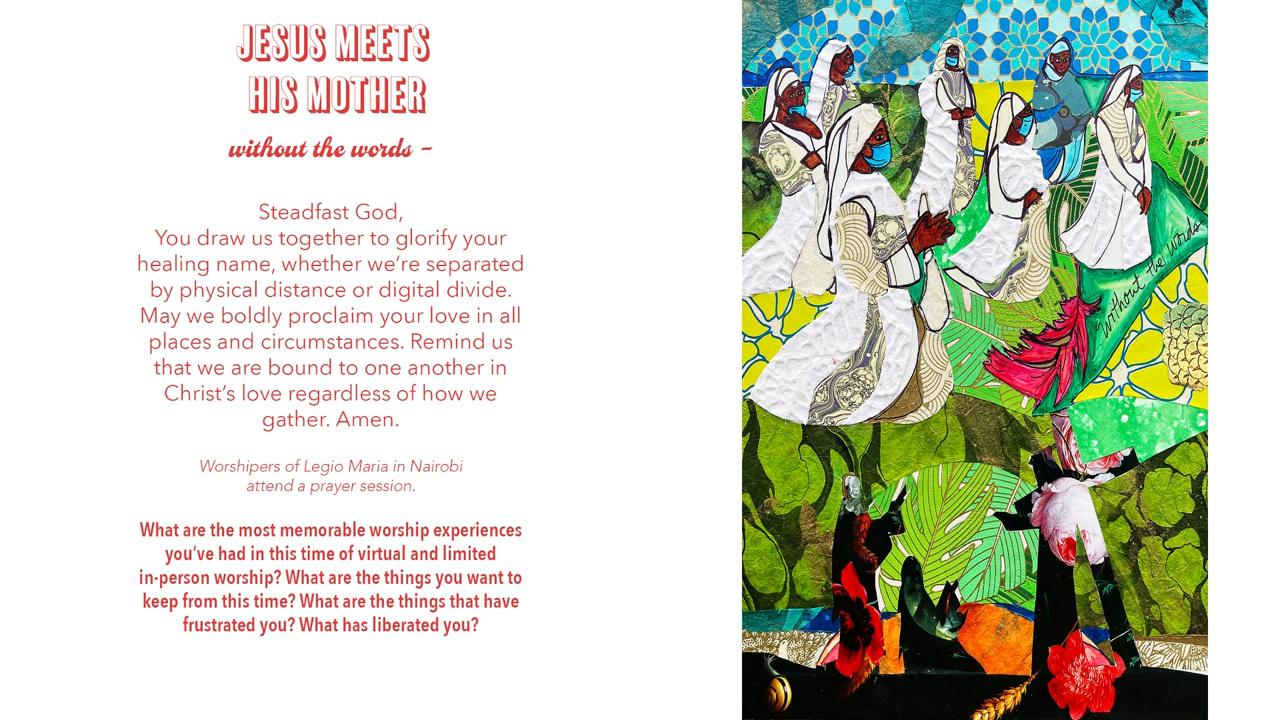 JESUS MEETS
HIS MOTHER
without the words –
Steadfast God,
You draw us together to glorify your
healing name, whether we're separated
by physical distance or digital divide.
May we boldly proclaim your love in all
places and circumstances. Remind us
that we are bound to one another in
Christ's love regardless of how we
gather. Amen.
Worshipers of Legio Maria in Nairobi
attend a prayer session.
What are the most memorable worship experiences
you've had in this time of virtual and limited
in-person worship? What are the things you want to
keep from this time? What are the things that have
frustrated you? What has liberated you?
without the words